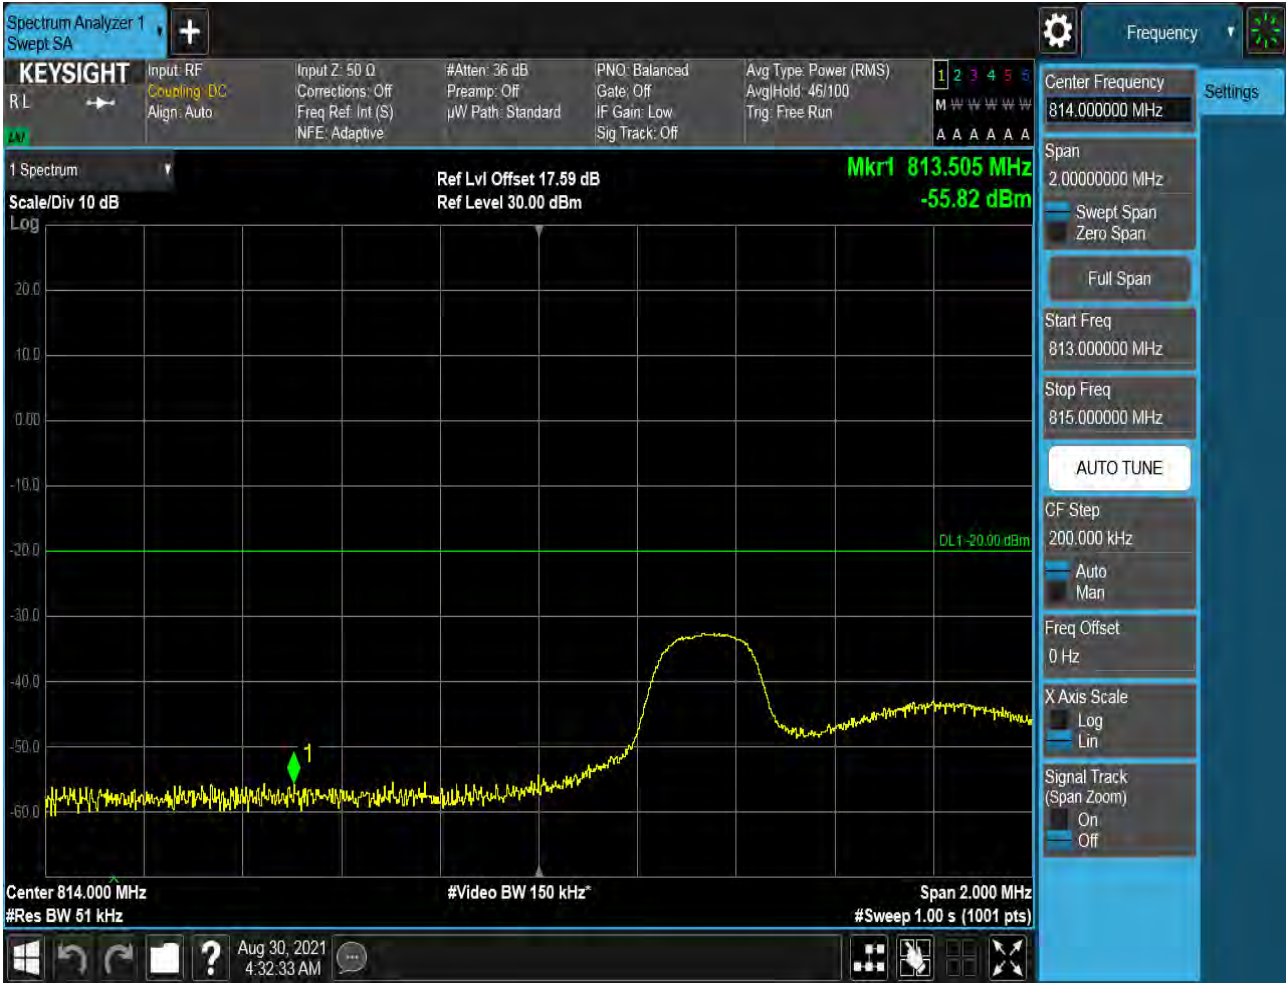 Spectrum Analyzer 1
Swept SA
+
Frequency
KEYSIGHT
R L
Input: RF
Coupling: DC
Align: Auto
Input Z: 50 Ω
Corrections: Off
Freq Ref: Int (S)
NFE: Adaptive
#Atten: 36 dB
Preamp: Off
µW Path: Standard
PNO: Balanced
Gate: Off
IF Gain: Low
Sig Track: Off
Avg Type: Power (RMS)
Avg|Hold: 46/100
Trig: Free Run
1 2 3 4 5 6
M W W W W W
A A A A A A
1 Spectrum
Scale/Div 10 dB
Log
Ref Lvl Offset 17.59 dB
Ref Level 30.00 dBm
Mkr1 813.505 MHz
-55.82 dBm
20.0
10.0
0.00
-10.0
-20.0
-30.0
-40.0
-50.0
-60.0
DL1 -20.00 dBm
1
Center 814.000 MHz
#Res BW 51 kHz
#Video BW 150 kHz*
Span 2.000 MHz
#Sweep 1.00 s (1001 pts)
Center Frequency
814.000000 MHz
Settings
Span
2.00000000 MHz
Swept Span
Zero Span
Full Span
Start Freq
813.000000 MHz
Stop Freq
815.000000 MHz
AUTO TUNE
CF Step
200.000 kHz
Auto
Man
Freq Offset
0 Hz
X Axis Scale
Log
Lin
Signal Track
(Span Zoom)
On
Off
?
Aug 30, 2021
4:32:33 AM